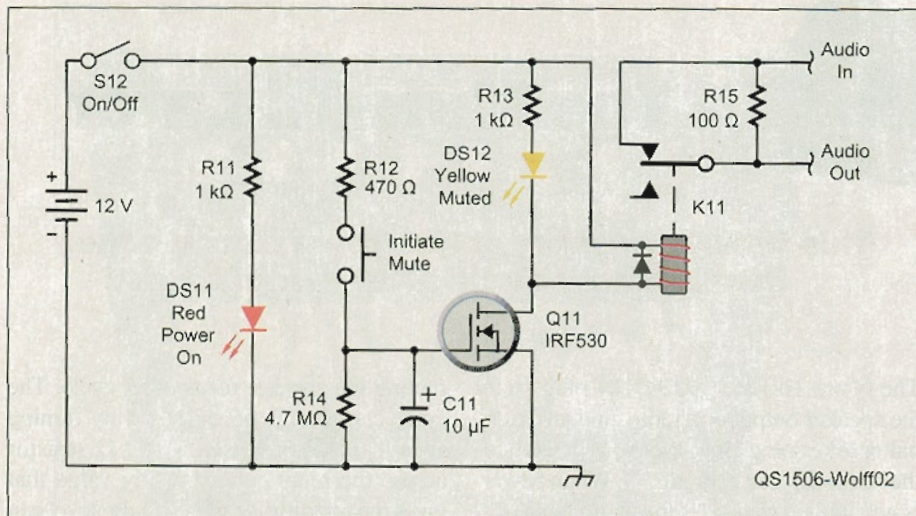 S12
On/Off
+
12 V
−
R11
1 kΩ
DS11
Red
Power
On
R12
470 Ω
Initiate
Mute
R14
4.7 MΩ
+
C11
10 µF
R13
1 kΩ
DS12
Yellow
Muted
Q11
IRF530
K11
R15
100 Ω
Audio
In
Audio
Out
QS1506-Wolff02